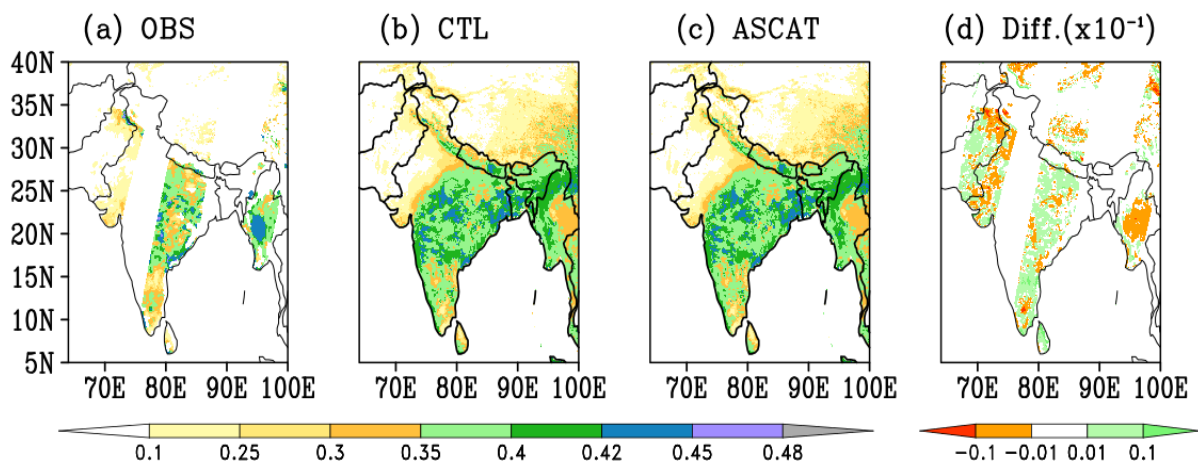 (a) OBS (b) CTL (c) ASCAT (d) Diff.(x10⁻¹)
40N
35N
30N
25N
20N
15N
10N
5N
70E 80E 90E 100E 70E 80E 90E 100E 70E 80E 90E 100E 70E 80E 90E 100E
0.1 0.25 0.3 0.35 0.4 0.42 0.45 0.48 −0.1 −0.01 0.01 0.1